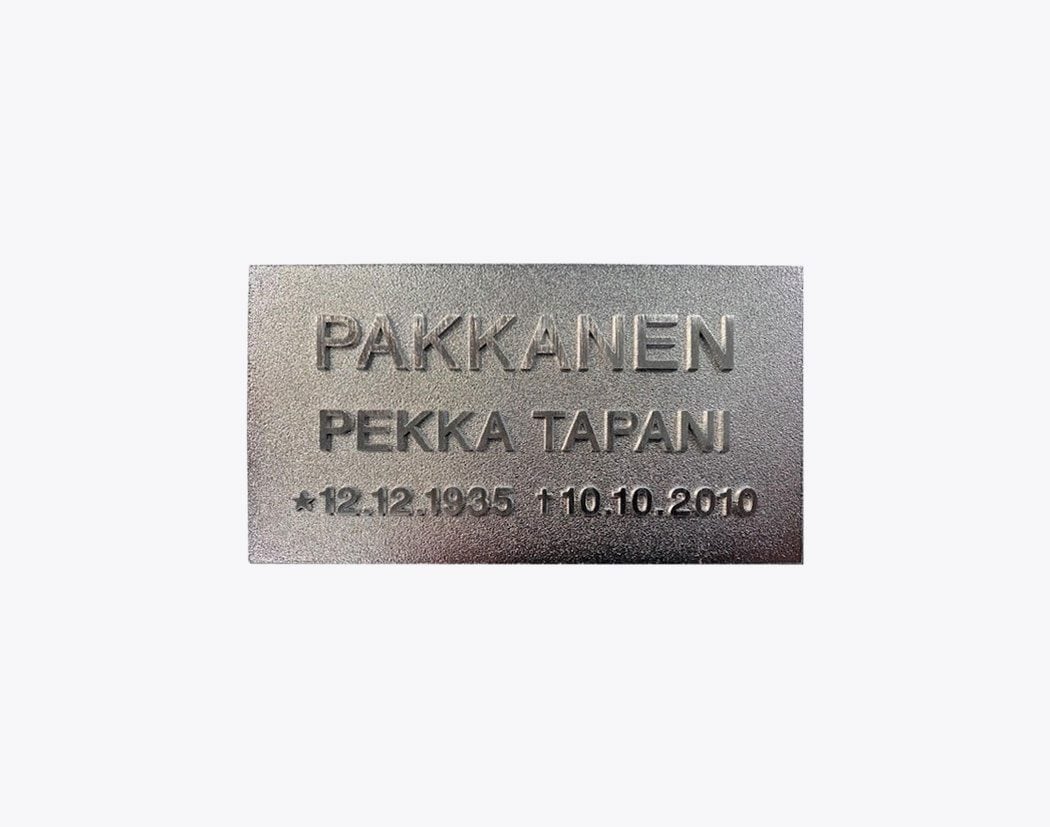 PAKKANEN
PEKKA TAPANI
★12.12.1935 †10.10.2010